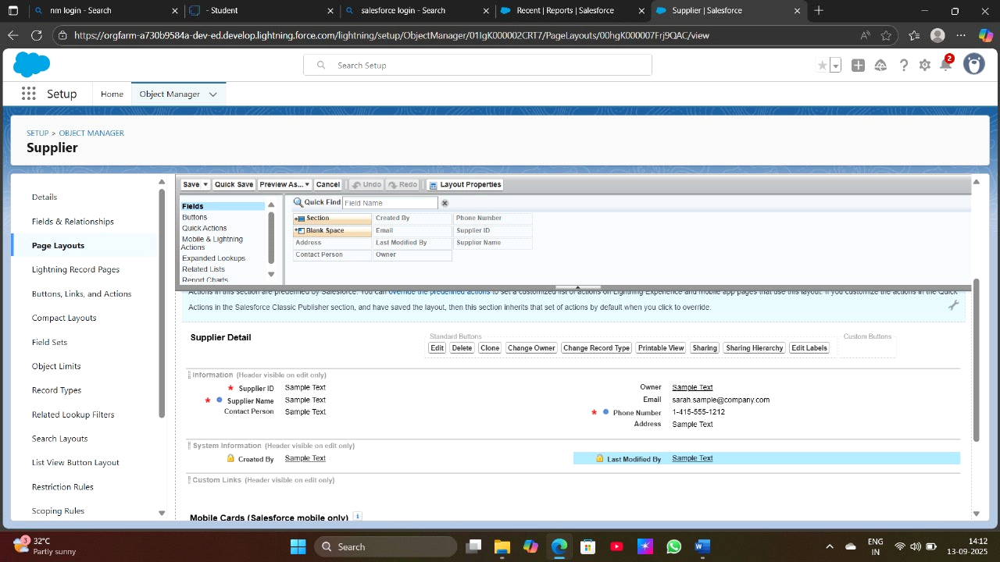 nm login - Search
- Student
salesforce login - Search
Recent | Reports | Salesforce
Supplier | Salesforce
https://orgfarm-a730b9584a-dev-ed.develop.lightning.force.com/lightning/setup/ObjectManager/01IgK000002CRT7/PageLayouts/00hgK000007Frj9QAC/view
Search Setup
2
Setup
Home
Object Manager
SETUP > OBJECT MANAGER
Supplier
Details
Fields & Relationships
Page Layouts
Lightning Record Pages
Buttons, Links, and Actions
Compact Layouts
Field Sets
Object Limits
Record Types
Related Lookup Filters
Search Layouts
List View Button Layout
Restriction Rules
Scoping Rules
Save Quick Save Preview As... Cancel Undo Redo Layout Properties
Fields
Buttons
Quick Actions
Mobile & Lightning
Actions
Expanded Lookups
Related Lists
Report Charts
Quick Find Field Name
Section Created By Phone Number
Blank Space Email Supplier ID
Address Last Modified By Supplier Name
Contact Person Owner
Actions in this section are predefined by Salesforce. You can override the predefined actions to set a customized list of actions on Lightning Experience and mobile app pages that use this layout. If you customize the actions in the Quick
Actions in the Salesforce Classic Publisher section, and have saved the layout, then this section inherits that set of actions by default when you click to override.
Supplier Detail
Standard Buttons
Edit Delete Clone Change Owner Change Record Type Printable View Sharing Sharing Hierarchy Edit Labels
Custom Buttons
Information (Header visible on edit only)
* Supplier ID Sample Text
* Supplier Name Sample Text
Contact Person Sample Text
Owner Sample Text
Email sarah.sample@company.com
* Phone Number 1-415-555-1212
Address Sample Text
System Information (Header visible on edit only)
Created By Sample Text
Last Modified By Sample Text
Custom Links (Header visible on edit only)
Mobile Cards (Salesforce mobile only) i
3
32°C
Partly sunny
Search
ENG
IN
14:12
13-09-2025